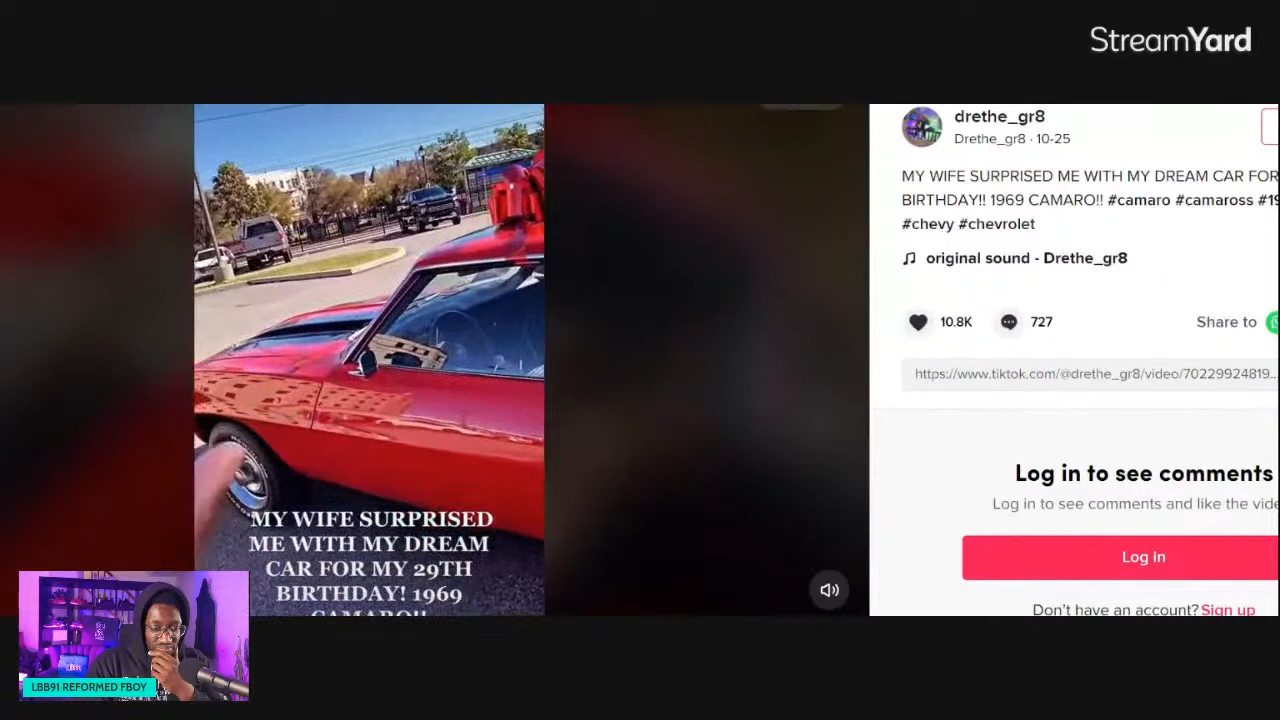 StreamYard
drethe_gr8
Drethe_gr8 · 10-25
MY WIFE SURPRISED ME WITH MY DREAM CAR FOR
BIRTHDAY!! 1969 CAMARO!! #camaro #camaross #19
#chevy #chevrolet
original sound - Drethe_gr8
10.8K
727
Share to
https://www.tiktok.com/@drethe_gr8/video/70229924819...
Log in to see comments
Log in to see comments and like the vide
Log in
Don't have an account? Sign up
MY WIFE SURPRISED
ME WITH MY DREAM
CAR FOR MY 29TH
BIRTHDAY! 1969
CAMARO!!
LBB91 REFORMED FBOY